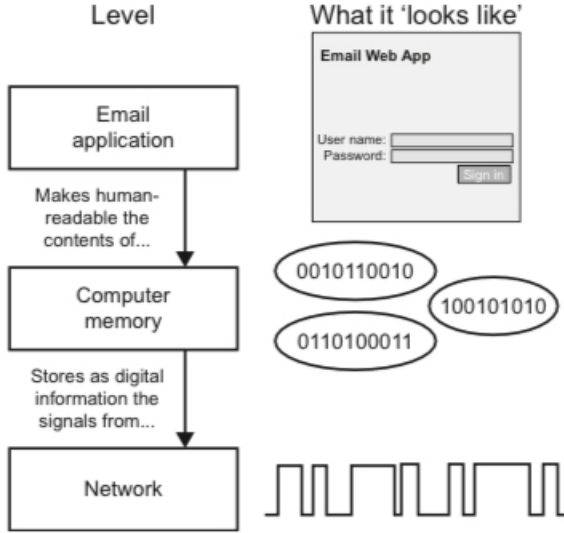 Level
What it ‘looks like’
Email Web App
User name:
Password:
Sign in
Email
application
Makes human-
readable the
contents of...
Computer
memory
0010110010
100101010
0110100011
Stores as digital
information the
signals from...
Network